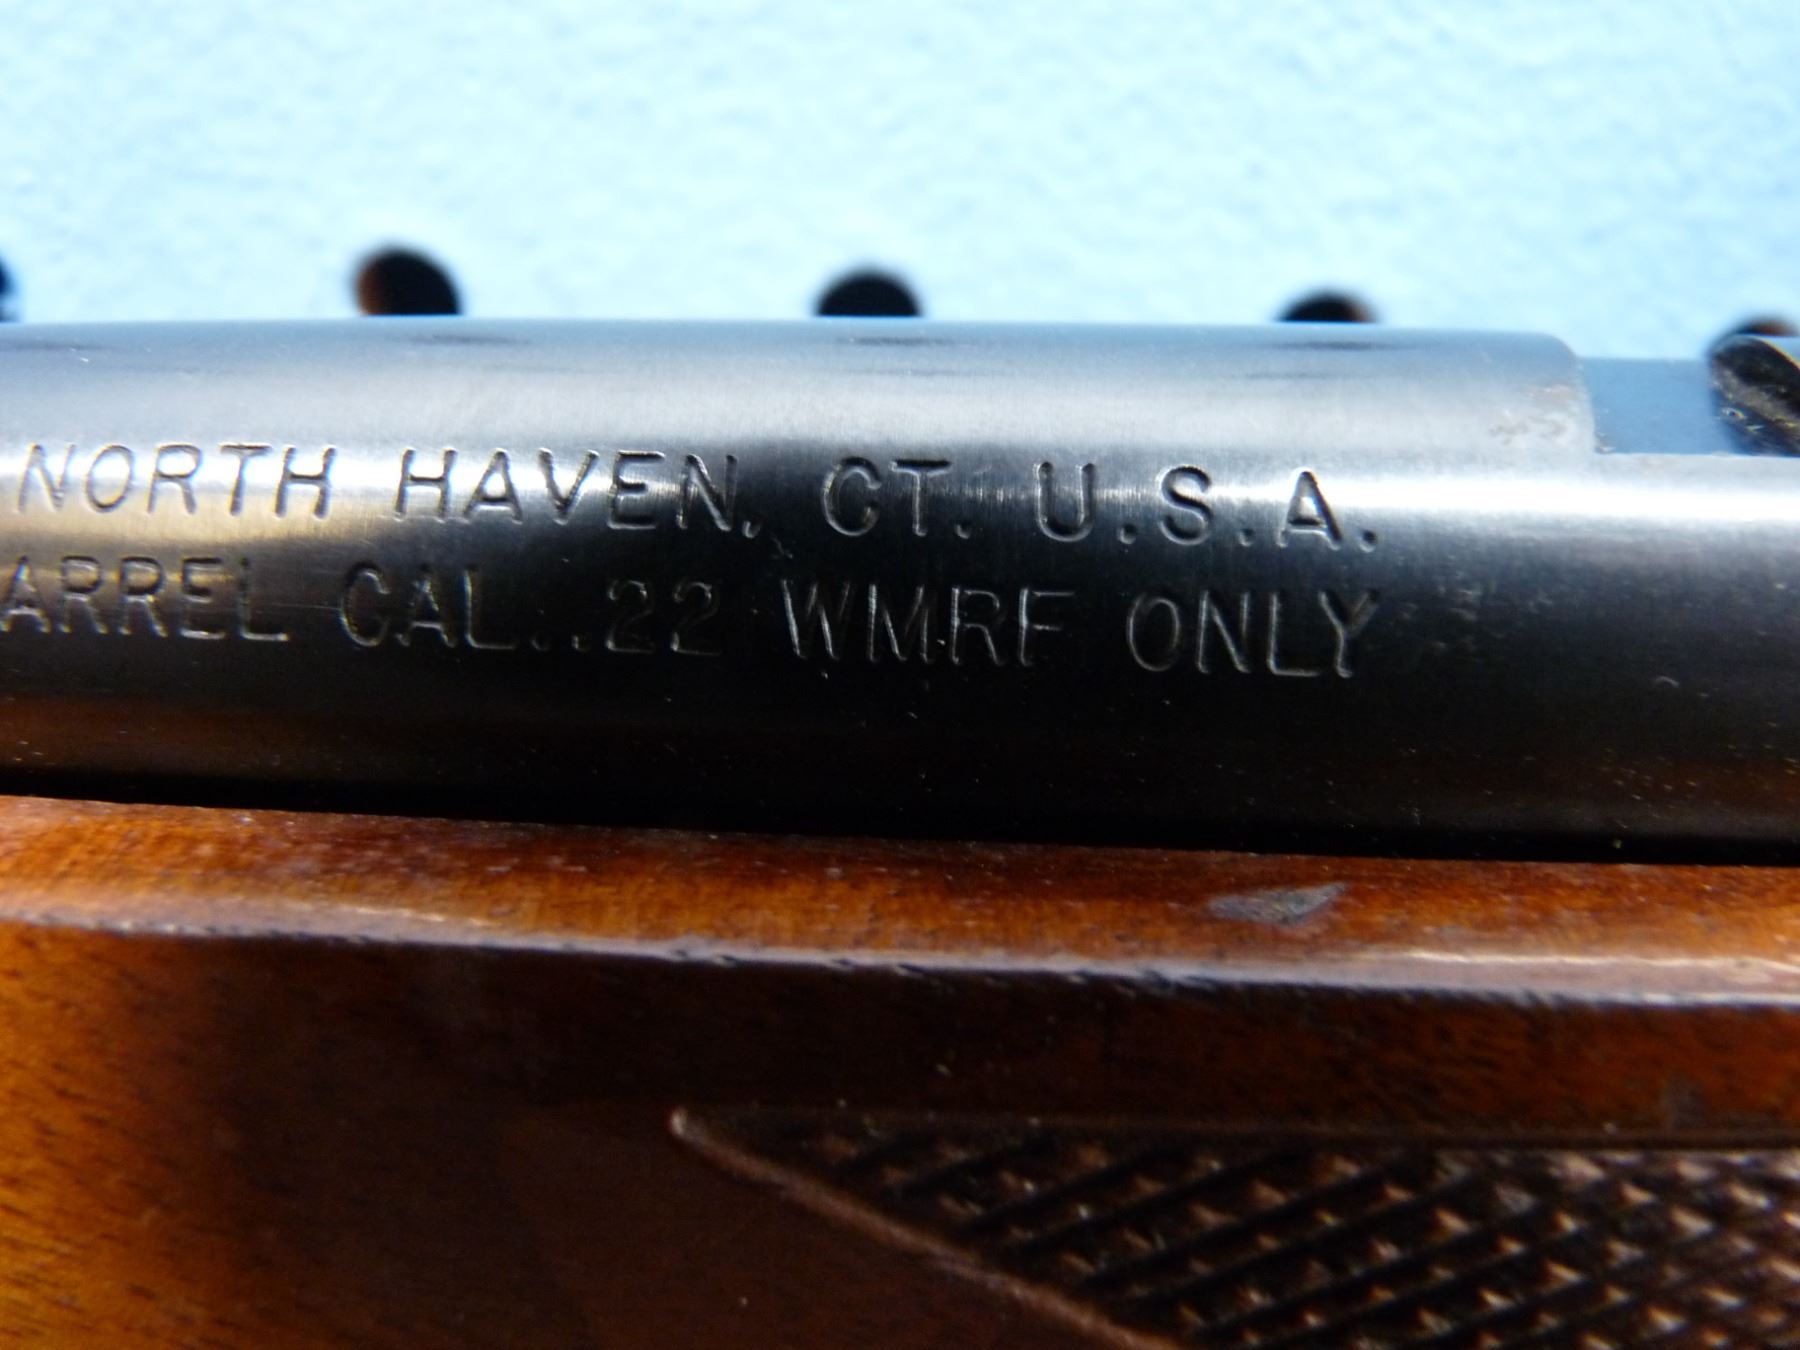 NORTH HAVEN, CT. U.S.A.
ARREL CAL..22 WMRF ONLY